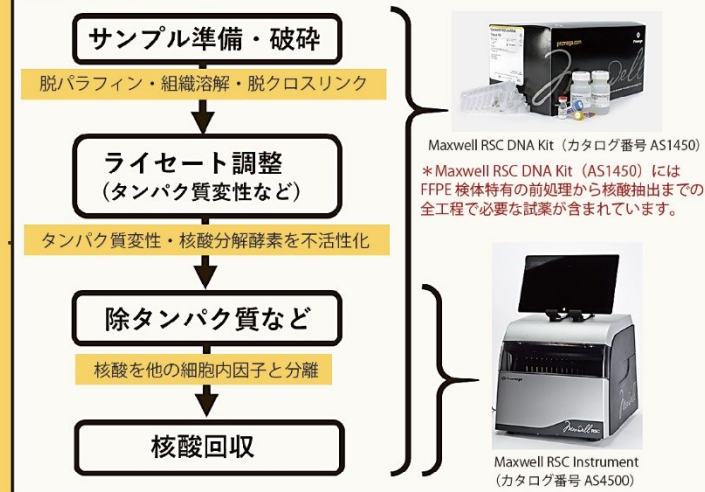 サンプル準備・破砕
脱パラフィン・組織溶解・脱クロスリンク
ライセート調整
(タンパク質変性など)
タンパク質変性・核酸分解酵素を不活性化
除タンパク質など
核酸を他の細胞内因子と分離
核酸回収
Maxwell RSC DNA Kit（カタログ番号 AS1450）
＊Maxwell RSC DNA Kit（AS1450）には
FFPE 検体特有の前処理から核酸抽出までの
全工程で必要な試薬が含まれています。
Maxwell RSC Instrument
（カタログ番号 AS4500）